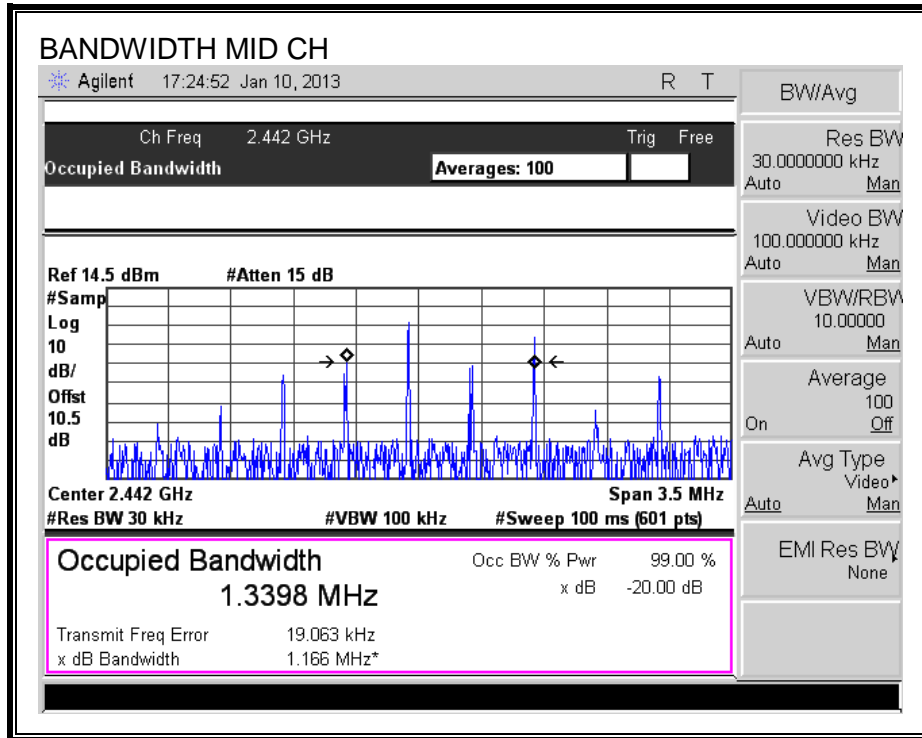 BANDWIDTH MID CH
Agilent 17:24:52 Jan 10, 2013 R T
Ch Freq 2.442 GHz Trig Free
Occupied Bandwidth Averages: 100
Ref 14.5 dBm #Atten 15 dB
#Samp
Log
10
dB/
Offst
10.5
dB
Center 2.442 GHz Span 3.5 MHz
#Res BW 30 kHz #VBW 100 kHz #Sweep 100 ms (601 pts)
Occupied Bandwidth Occ BW % Pwr 99.00 %
1.3398 MHz x dB -20.00 dB
Transmit Freq Error 19.063 kHz
x dB Bandwidth 1.166 MHz*
BW/Avg
Res BW
30.0000000 kHz
Auto Man
Video BW
100.000000 kHz
Auto Man
VBW/RBW
10.00000
Auto Man
Average
100
On Off
Avg Type
Video
Auto Man
EMI Res BW
None